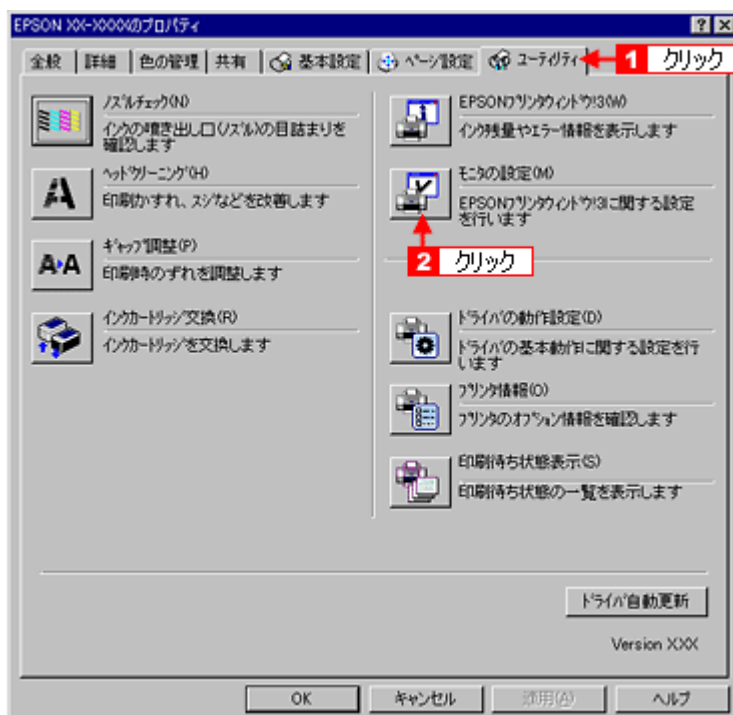 EPSON XX-XXXXのプロパティ
全般
詳細
色の管理
共有
基本設定
ページ設定
ユーティリティ
1 クリック
ノズルチェック(N)
インクの噴き出し口(ノズル)の目詰まりを
確認します
ヘッドクリーニング(H)
印刷かすれ、スジなどを改善します
ギャップ調整(P)
印刷時のずれを調整します
インクカートリッジ交換(R)
インクカートリッジを交換します
EPSONプリンタウィンドウ!3(W)
インク残量やエラー情報を表示します
モニタの設定(M)
EPSONプリンタウィンドウ!3に関する設定
を行います
2 クリック
ドライバの動作設定(D)
ドライバの基本動作に関する設定を行
います
プリンタ情報(O)
プリンタのオプション情報を確認します
印刷待ち状態表示(S)
印刷待ち状態の一覧を表示します
ドライバ自動更新
Version XXX
OK
キャンセル
適用(A)
ヘルプ